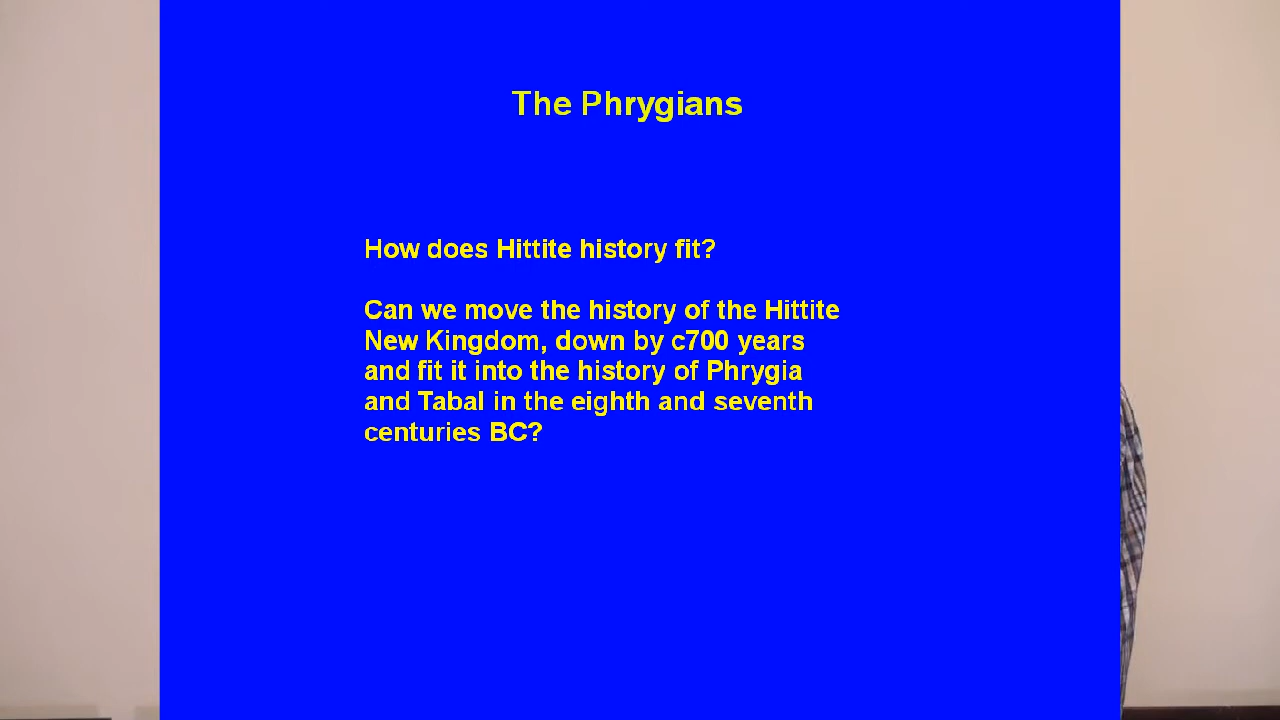 The Phrygians
How does Hittite history fit?
Can we move the history of the Hittite
New Kingdom, down by c700 years
and fit it into the history of Phrygia
and Tabal in the eighth and seventh
centuries BC?